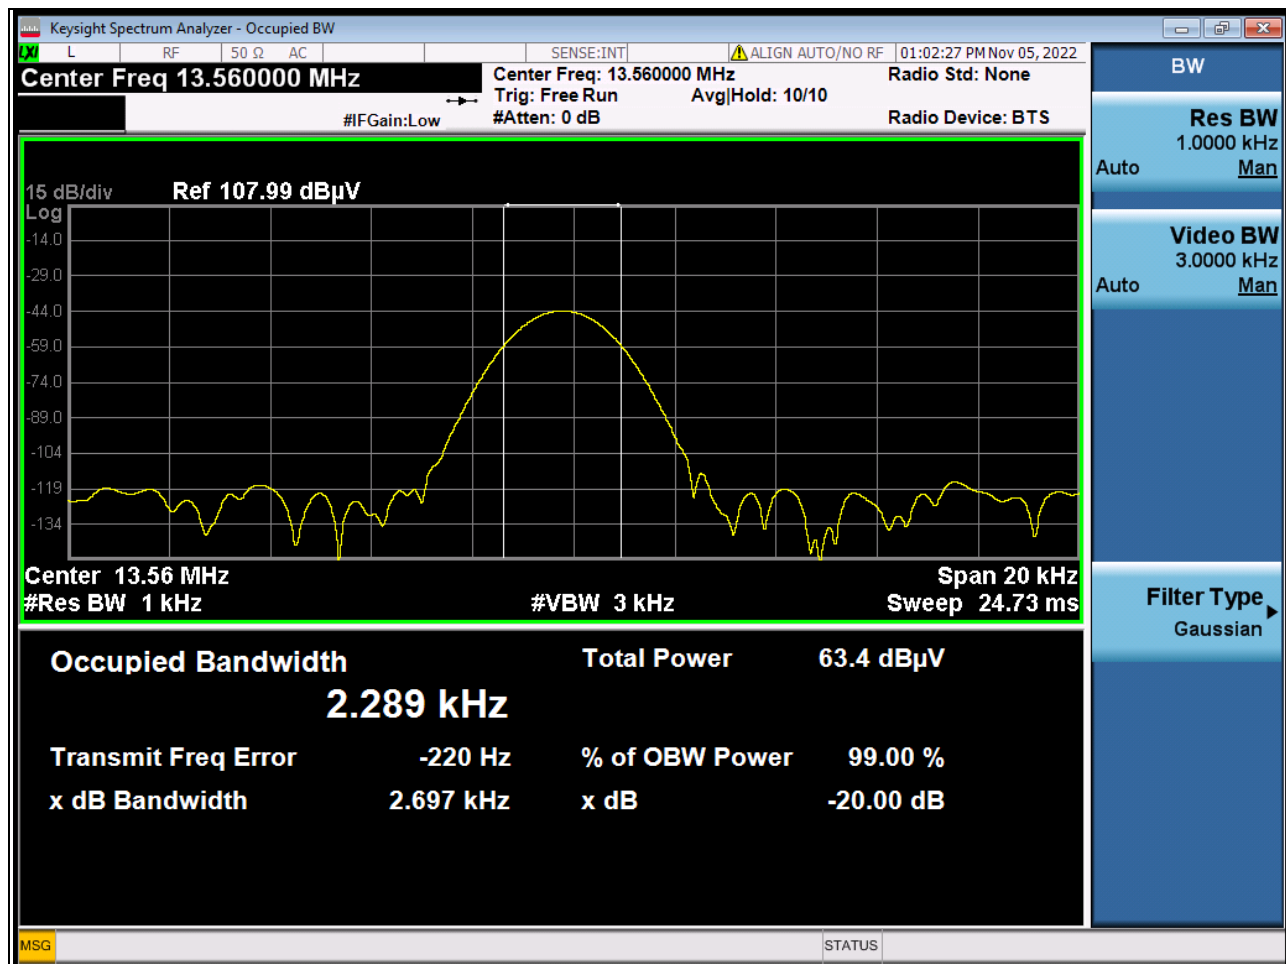 Keysight Spectrum Analyzer - Occupied BW
LXI L RF 50 Ω AC SENSE:INT ALIGN AUTO/NO RF 01:02:27 PM Nov 05, 2022
Center Freq 13.560000 MHz
Center Freq: 13.560000 MHz Radio Std: None
Trig: Free Run Avg|Hold: 10/10
#IFGain:Low #Atten: 0 dB Radio Device: BTS
15 dB/div Ref 107.99 dBµV
Log
-14.0
-29.0
-44.0
-59.0
-74.0
-89.0
-104
-119
-134
Center 13.56 MHz Span 20 kHz
#Res BW 1 kHz #VBW 3 kHz Sweep 24.73 ms
Occupied Bandwidth Total Power 63.4 dBµV
2.289 kHz
Transmit Freq Error -220 Hz % of OBW Power 99.00 %
x dB Bandwidth 2.697 kHz x dB -20.00 dB
MSG STATUS
BW
Res BW
1.0000 kHz
Auto Man
Video BW
3.0000 kHz
Auto Man
Filter Type
Gaussian